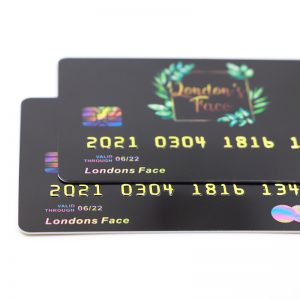 London's
Face
2021 0304 1816 1
VALID
THROUGH 06/22
Londons Face
2021 0304 1816 134
VALID
THROUGH 06/22
Londons Face